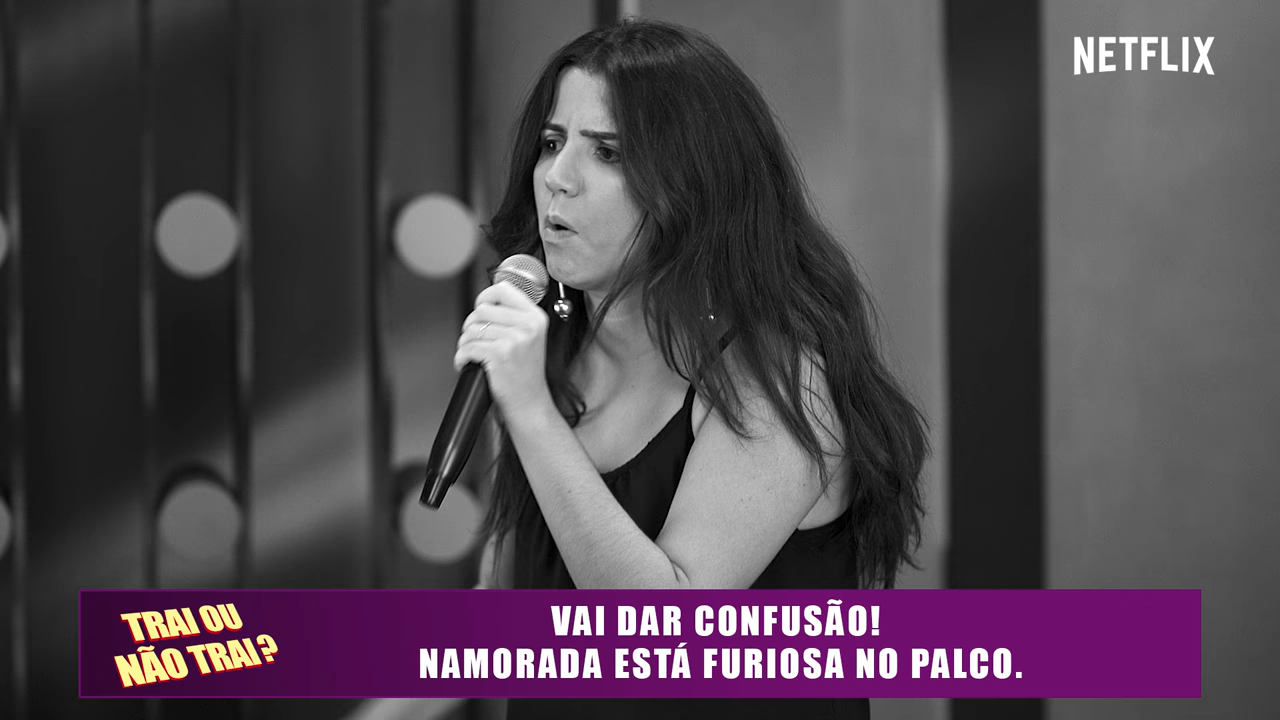 NETFLIX
TRAI OU
NÃO TRAI?
VAI DAR CONFUSÃO!
NAMORADA ESTÁ FURIOSA NO PALCO.